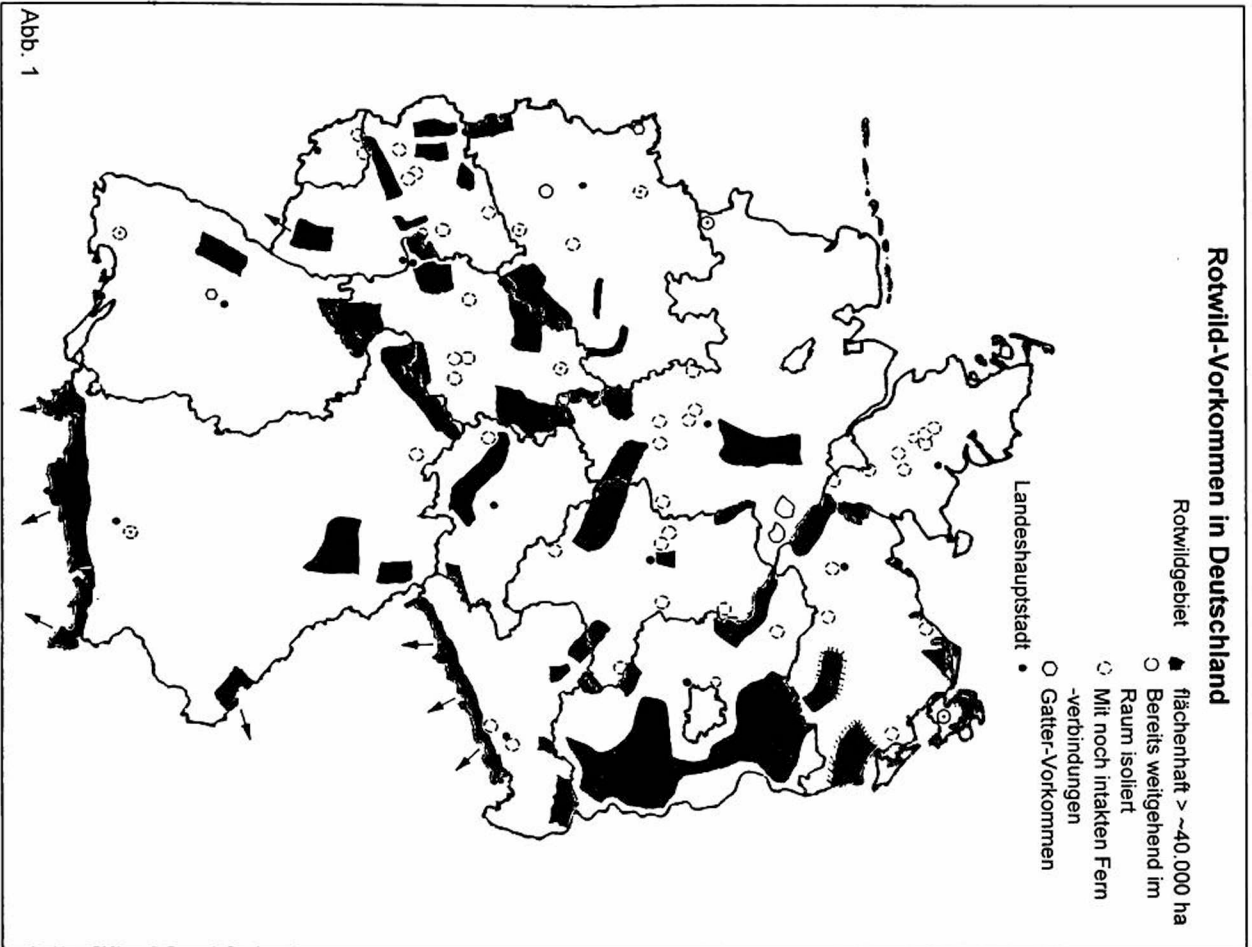 Rotwild-Vorkommen in Deutschland
Rotwildgebiet
flächenhaft > ~40.000 ha
Bereits weitgehend im
Raum isoliert
Mit noch intakten Fern
-verbindungen
Gatter-Vorkommen
Landeshauptstadt
Abb. 1